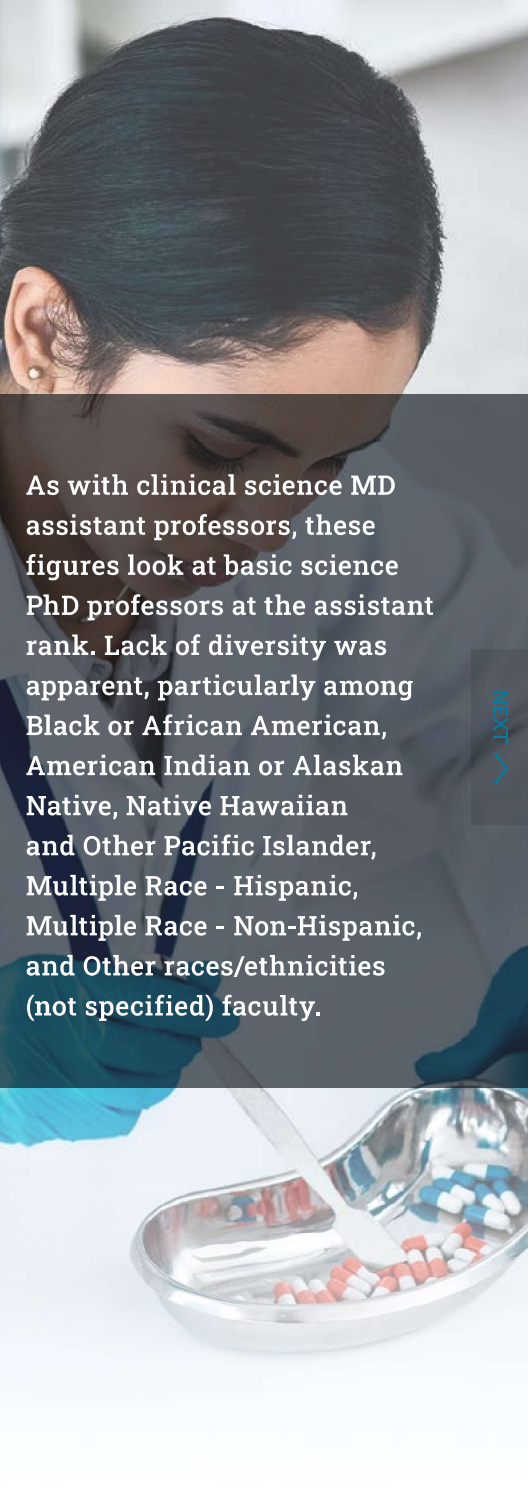 As with clinical science MD
assistant professors, these
figures look at basic science
PhD professors at the assistant
rank. Lack of diversity was
apparent, particularly among
Black or African American,
American Indian or Alaskan
Native, Native Hawaiian
and Other Pacific Islander,
Multiple Race - Hispanic,
Multiple Race - Non-Hispanic,
and Other races/ethnicities
(not specified) faculty.
NEXT